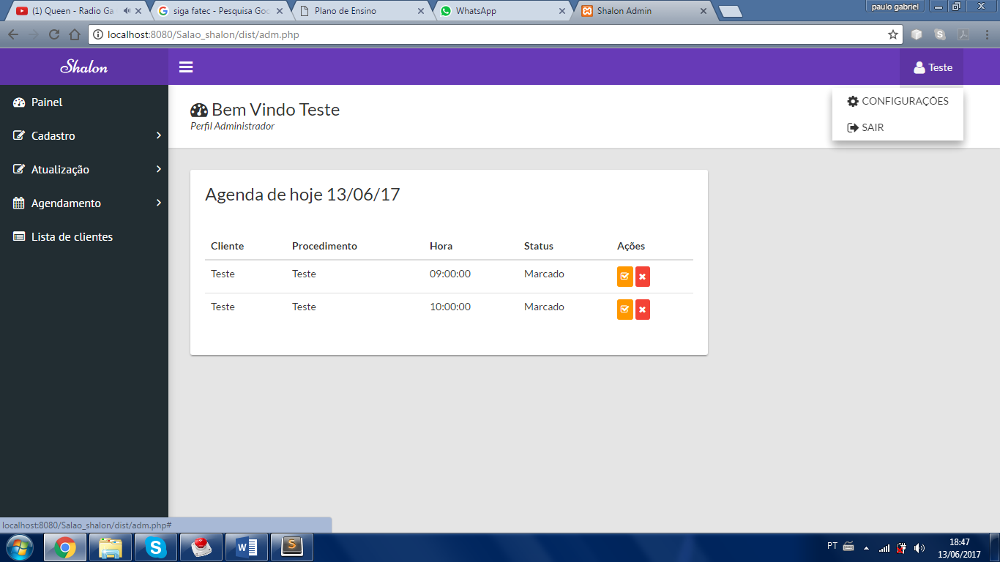 (1) Queen - Radio Ga
siga fatec - Pesquisa Goo
Plano de Ensino
WhatsApp
Shalon Admin
paulo gabriel
localhost:8080/Salao_shalon/dist/adm.php
Shalon
Teste
Painel
Cadastro
Atualização
Agendamento
Lista de clientes
Bem Vindo Teste
Perfil Administrador
CONFIGURAÇÕES
SAIR
Agenda de hoje 13/06/17
Cliente Procedimento Hora Status Ações
Teste Teste 09:00:00 Marcado
Teste Teste 10:00:00 Marcado
localhost:8080/Salao_shalon/dist/adm.php#
PT
18:47
13/06/2017